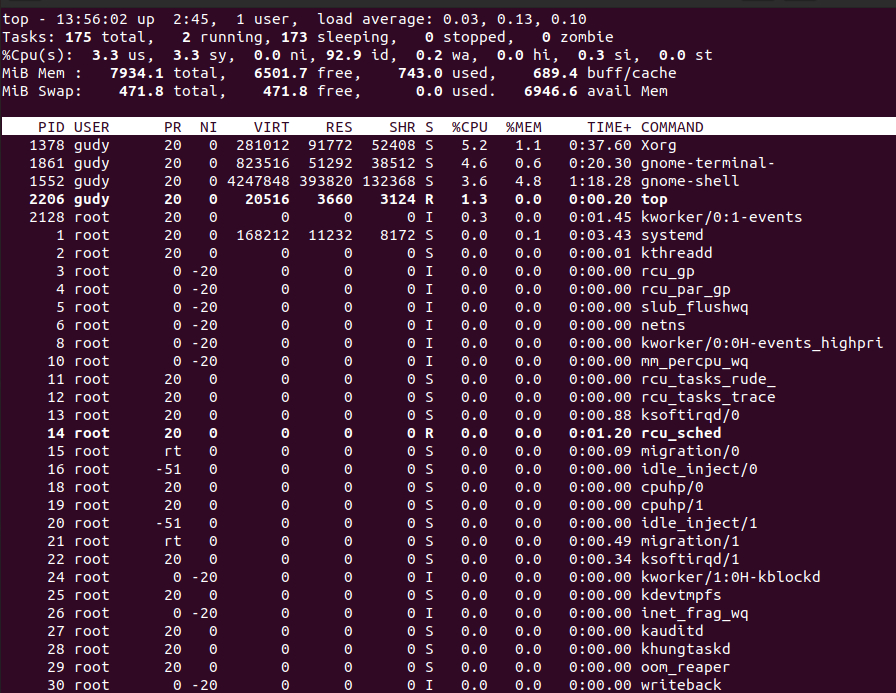 top - 13:56:02 up  2:45,  1 user,  load average: 0.03, 0.13, 0.10
Tasks: 175 total,   2 running, 173 sleeping,   0 stopped,   0 zombie
%Cpu(s):  3.3 us,  3.3 sy,  0.0 ni, 92.9 id,  0.2 wa,  0.0 hi,  0.3 si,  0.0 st
MiB Mem :   7934.1 total,   6501.7 free,    743.0 used,    689.4 buff/cache
MiB Swap:    471.8 total,    471.8 free,      0.0 used.   6946.6 avail Mem
PID USER      PR  NI    VIRT    RES    SHR S  %CPU  %MEM     TIME+ COMMAND
1378 gudy      20   0  281012  91772  52408 S   5.2   1.1   0:37.60 Xorg
1861 gudy      20   0  823516  51292  38512 S   4.6   0.6   0:20.30 gnome-terminal-
1552 gudy      20   0 4247848 393820 132368 S   3.6   4.8   1:18.28 gnome-shell
2206 gudy      20   0   20516   3660   3124 R   1.3   0.0   0:00.20 top
2128 root      20   0       0      0      0 I   0.3   0.0   0:01.45 kworker/0:1-events
1 root      20   0  168212  11232   8172 S   0.0   0.1   0:03.43 systemd
2 root      20   0       0      0      0 S   0.0   0.0   0:00.01 kthreadd
3 root       0 -20       0      0      0 I   0.0   0.0   0:00.00 rcu_gp
4 root       0 -20       0      0      0 I   0.0   0.0   0:00.00 rcu_par_gp
5 root       0 -20       0      0      0 I   0.0   0.0   0:00.00 slub_flushwq
6 root       0 -20       0      0      0 I   0.0   0.0   0:00.00 netns
8 root       0 -20       0      0      0 I   0.0   0.0   0:00.00 kworker/0:0H-events_highpri
10 root       0 -20       0      0      0 I   0.0   0.0   0:00.00 mm_percpu_wq
11 root      20   0       0      0      0 S   0.0   0.0   0:00.00 rcu_tasks_rude_
12 root      20   0       0      0      0 S   0.0   0.0   0:00.00 rcu_tasks_trace
13 root      20   0       0      0      0 S   0.0   0.0   0:00.88 ksoftirqd/0
14 root      20   0       0      0      0 R   0.0   0.0   0:01.20 rcu_sched
15 root      rt   0       0      0      0 S   0.0   0.0   0:00.09 migration/0
16 root     -51   0       0      0      0 S   0.0   0.0   0:00.00 idle_inject/0
18 root      20   0       0      0      0 S   0.0   0.0   0:00.00 cpuhp/0
19 root      20   0       0      0      0 S   0.0   0.0   0:00.00 cpuhp/1
20 root     -51   0       0      0      0 S   0.0   0.0   0:00.00 idle_inject/1
21 root      rt   0       0      0      0 S   0.0   0.0   0:00.49 migration/1
22 root      20   0       0      0      0 S   0.0   0.0   0:00.34 ksoftirqd/1
24 root       0 -20       0      0      0 I   0.0   0.0   0:00.00 kworker/1:0H-kblockd
25 root      20   0       0      0      0 S   0.0   0.0   0:00.00 kdevtmpfs
26 root       0 -20       0      0      0 I   0.0   0.0   0:00.00 inet_frag_wq
27 root      20   0       0      0      0 S   0.0   0.0   0:00.00 kauditd
28 root      20   0       0      0      0 S   0.0   0.0   0:00.00 khungtaskd
29 root      20   0       0      0      0 S   0.0   0.0   0:00.00 oom_reaper
30 root       0 -20       0      0      0 I   0.0   0.0   0:00.00 writeback